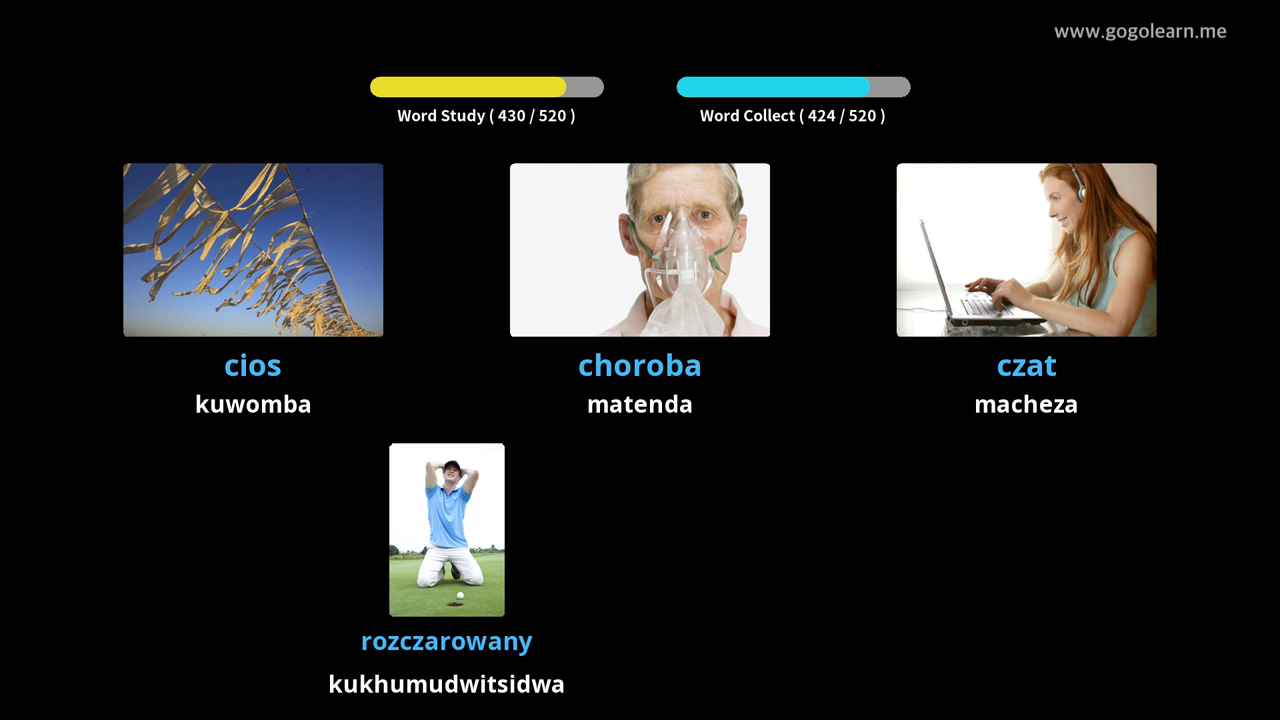 www.gogolearn.me
Word Study ( 430 / 520 )
Word Collect ( 424 / 520 )
cios
kuwomba
choroba
matenda
czat
macheza
rozczarowany
kukhumudwitsidwa